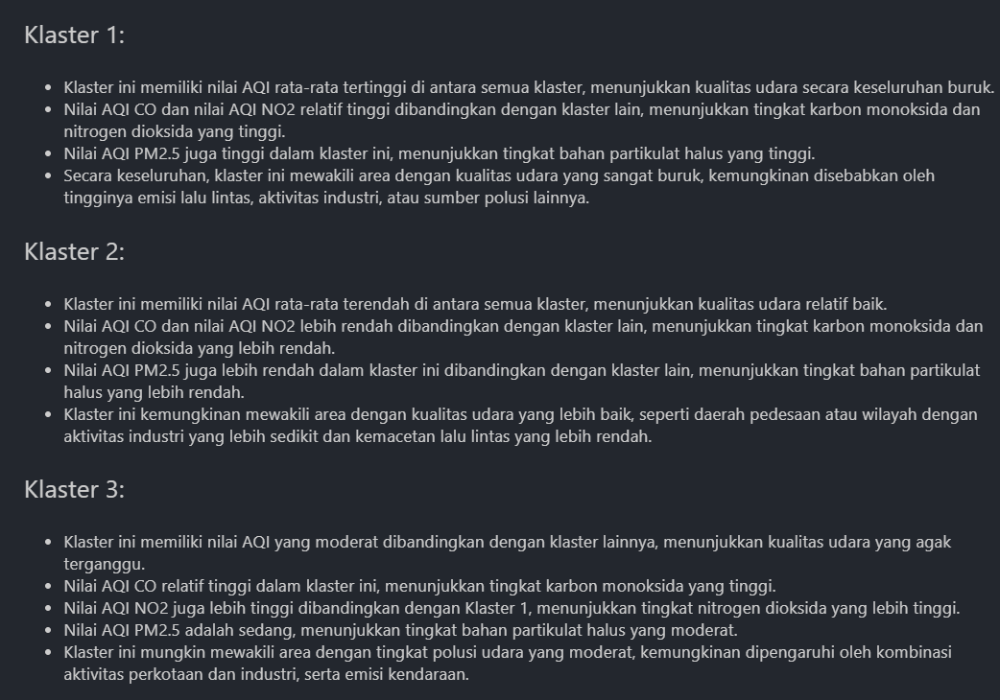 Klaster 1:
• Klaster ini memiliki nilai AQI rata-rata tertinggi di antara semua klaster, menunjukkan kualitas udara secara keseluruhan buruk.
• Nilai AQI CO dan nilai AQI NO2 relatif tinggi dibandingkan dengan klaster lain, menunjukkan tingkat karbon monoksida dan
nitrogen dioksida yang tinggi.
• Nilai AQI PM2.5 juga tinggi dalam klaster ini, menunjukkan tingkat bahan partikulat halus yang tinggi.
• Secara keseluruhan, klaster ini mewakili area dengan kualitas udara yang sangat buruk, kemungkinan disebabkan oleh
tingginya emisi lalu lintas, aktivitas industri, atau sumber polusi lainnya.
Klaster 2:
• Klaster ini memiliki nilai AQI rata-rata terendah di antara semua klaster, menunjukkan kualitas udara relatif baik.
• Nilai AQI CO dan nilai AQI NO2 lebih rendah dibandingkan dengan klaster lain, menunjukkan tingkat karbon monoksida dan
nitrogen dioksida yang lebih rendah.
• Nilai AQI PM2.5 juga lebih rendah dalam klaster ini dibandingkan dengan klaster lain, menunjukkan tingkat bahan partikulat
halus yang lebih rendah.
• Klaster ini kemungkinan mewakili area dengan kualitas udara yang lebih baik, seperti daerah pedesaan atau wilayah dengan
aktivitas industri yang lebih sedikit dan kemacetan lalu lintas yang lebih rendah.
Klaster 3:
• Klaster ini memiliki nilai AQI yang moderat dibandingkan dengan klaster lainnya, menunjukkan kualitas udara yang agak
terganggu.
• Nilai AQI CO relatif tinggi dalam klaster ini, menunjukkan tingkat karbon monoksida yang tinggi.
• Nilai AQI NO2 juga lebih tinggi dibandingkan dengan Klaster 1, menunjukkan tingkat nitrogen dioksida yang lebih tinggi.
• Nilai AQI PM2.5 adalah sedang, menunjukkan tingkat bahan partikulat halus yang moderat.
• Klaster ini mungkin mewakili area dengan tingkat polusi udara yang moderat, kemungkinan dipengaruhi oleh kombinasi
aktivitas perkotaan dan industri, serta emisi kendaraan.